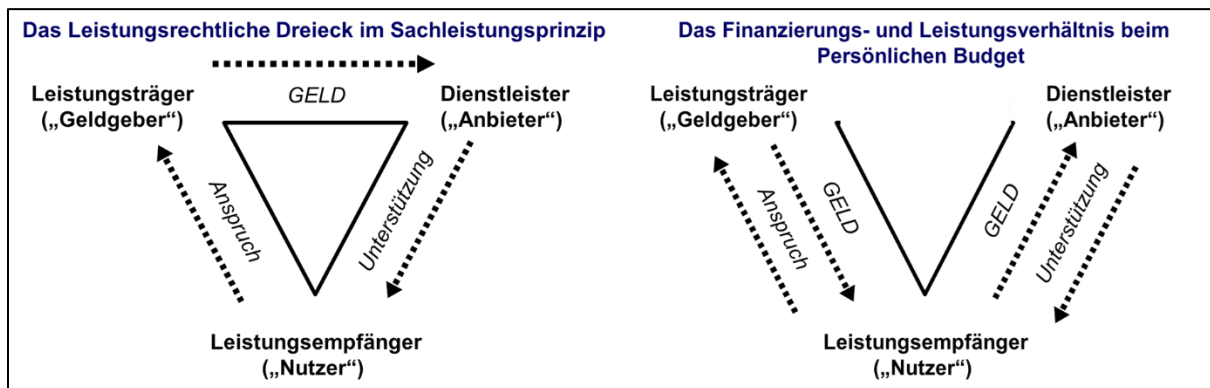 Das Leistungsrechtliche Dreieck im Sachleistungsprinzip
GELD
Leistungsträger
(„Geldgeber“)
Dienstleister
(„Anbieter“)
Anspruch
Unterstützung
Leistungsempfänger
(„Nutzer“)
Das Finanzierungs- und Leistungsverhältnis beim
Persönlichen Budget
Leistungsträger
(„Geldgeber“)
Dienstleister
(„Anbieter“)
Anspruch
GELD
GELD
Unterstützung
Leistungsempfänger
(„Nutzer“)